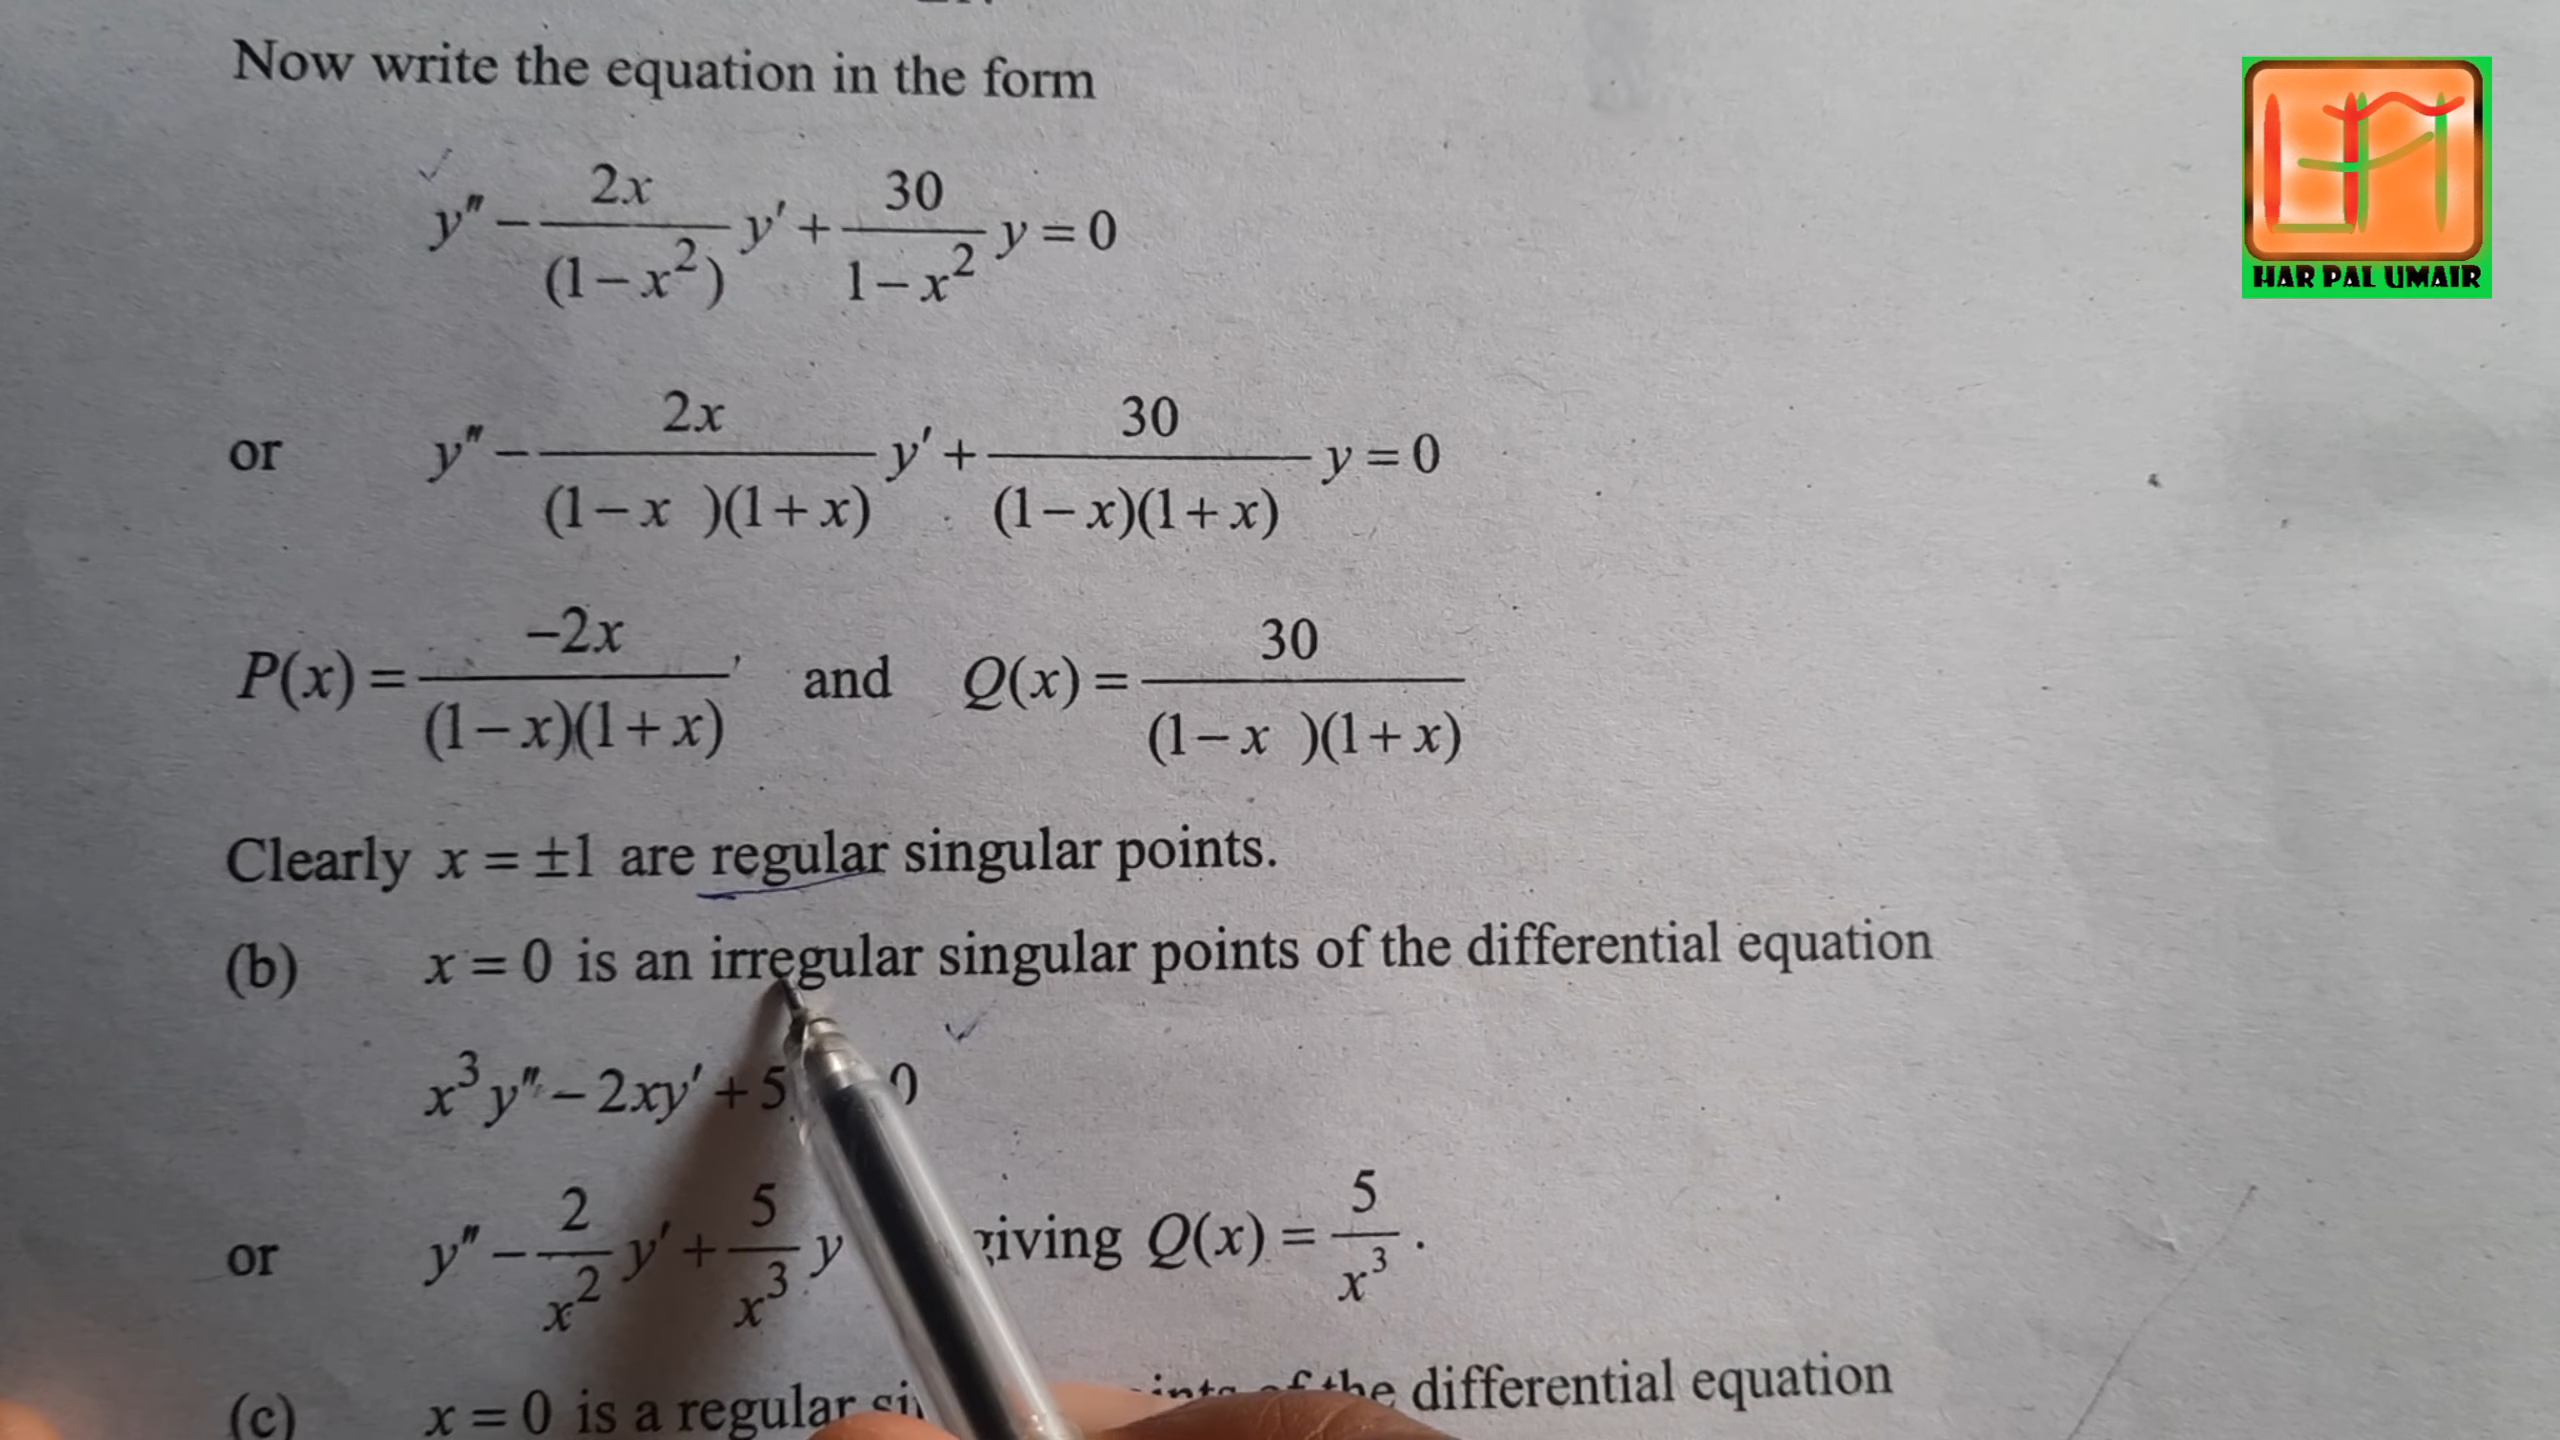 Now write the equation in the form
y″ − 2x/(1−x²) y′ + 30/1−x² y = 0
or y″ − 2x/(1−x )(1+x) y′ + 30/(1−x)(1+x) y = 0
P(x) = −2x/(1−x)(1+x), and Q(x) = 30/(1−x )(1+x)
Clearly x = ±1 are regular singular points.
(b) x = 0 is an irregular singular points of the differential equation
x³y″ − 2xy′ + 5 0
or y″ − 2/x² y′ + 5/x³ y giving Q(x) = 5/x³.
(c) x = 0 is a regular of the differential equation
HAR PAL UMAIR